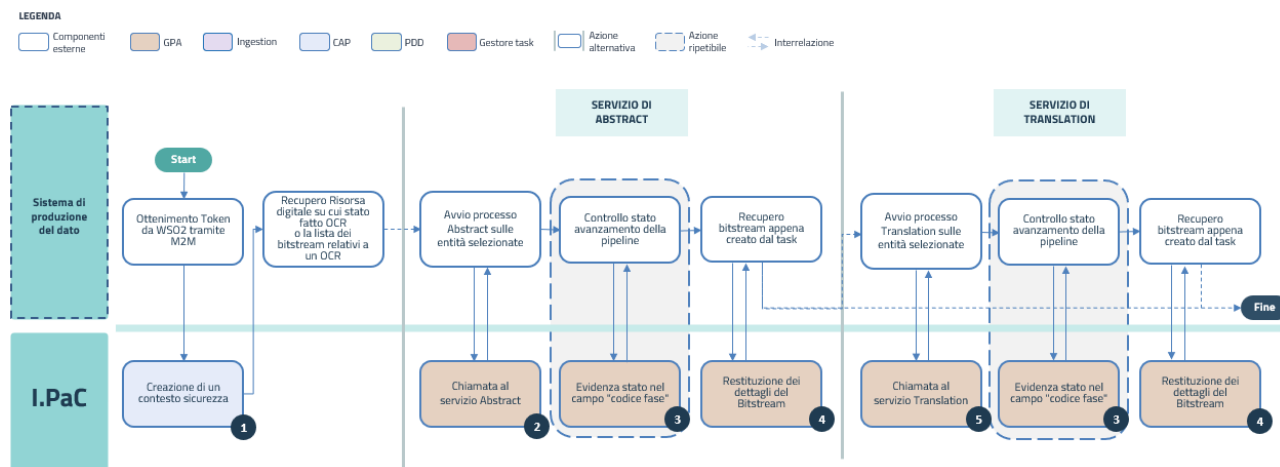 LEGENDA
Componenti
esterne
GPA
Ingestion
CAP
PDD
Gestore task
Azione
alternativa
Azione
ripetibile
Interrelazione
SERVIZIO DI
ABSTRACT
SERVIZIO DI
TRANSLATION
Start
Sistema di
produzione
del dato
Ottenimento Token
da WSO2 tramite
M2M
Recupero Risorsa
digitale su cui stato
fatto OCR
o la lista dei
bitstream relativi a
un OCR
Avvio processo
Abstract sulle
entità selezionate
Controllo stato
avanzamento della
pipeline
Recupero
bitstream appena
creato dal task
Avvio processo
Translation sulle
entità selezionate
Controllo stato
avanzamento della
pipeline
Recupero
bitstream appena
creato dal task
Fine
I.PaC
Creazione di un
contesto sicurezza
1
Chiamata al
servizio Abstract
2
Evidenza stato nel
campo "codice fase"
3
Restituzione dei
dettagli del
Bitstream
4
Chiamata al
servizio Translation
5
Evidenza stato nel
campo "codice fase"
3
Restituzione dei
dettagli del
Bitstream
4